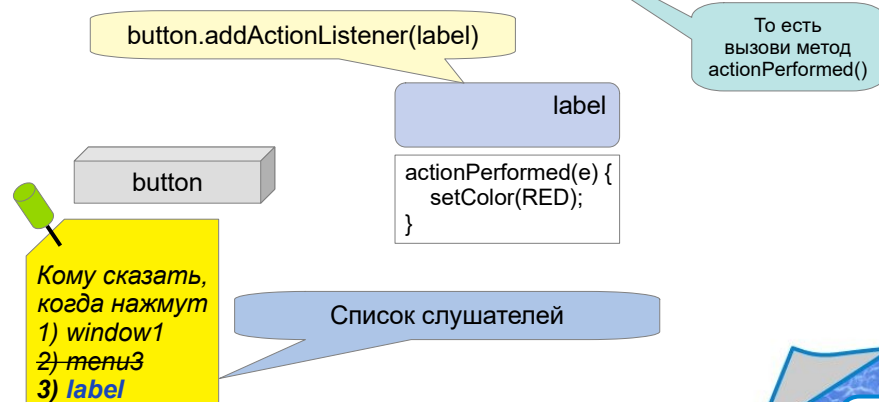 button.addActionListener(label)
То есть
вызови метод
actionPerformed()
label
actionPerformed(e) {
setColor(RED);
}
button
Кому сказать,
когда нажмут
1) window1
2) menu3
3) label
Список слушателей